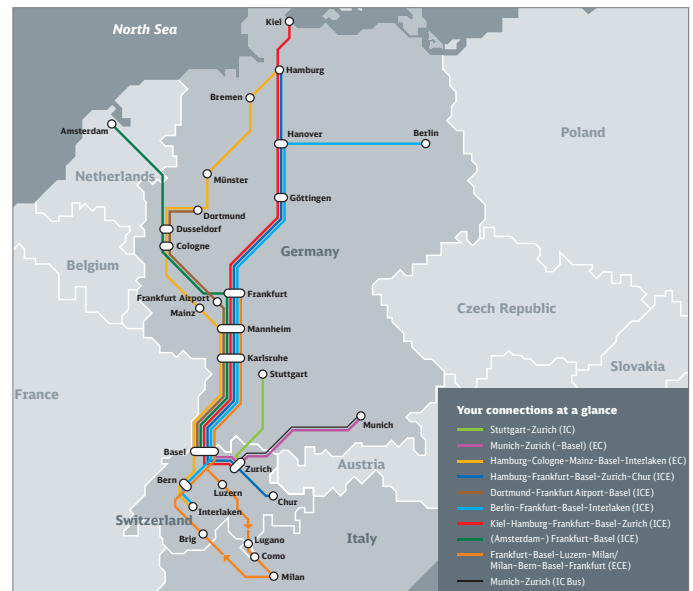 Kiel
North Sea
Hamburg
Bremen
Amsterdam
Hanover
Berlin
Poland
Netherlands
Münster
Göttingen
Dortmund
Dusseldorf
Cologne
Germany
Belgium
Frankfurt Airport
Frankfurt
Mainz
Czech Republic
Mannheim
Karlsruhe
Slovakia
Stuttgart
France
Munich
Basel
Zurich
Austria
Bern
Luzern
Chur
Interlaken
Switzerland
Brig
Lugano
Italy
Como
Milan
Your connections at a glance
Stuttgart–Zurich (IC)
Munich–Zurich (–Basel) (EC)
Hamburg–Cologne–Mainz–Basel–Interlaken (EC)
Hamburg–Frankfurt–Basel–Zurich–Chur (ICE)
Dortmund–Frankfurt Airport–Basel (ICE)
Berlin–Frankfurt–Basel–Interlaken (ICE)
Kiel–Hamburg–Frankfurt–Basel–Zurich (ICE)
(Amsterdam–) Frankfurt–Basel (ICE)
Frankfurt–Basel–Luzern–Milan/
Milan–Bern–Basel–Frankfurt (ECE)
Munich–Zurich (IC Bus)